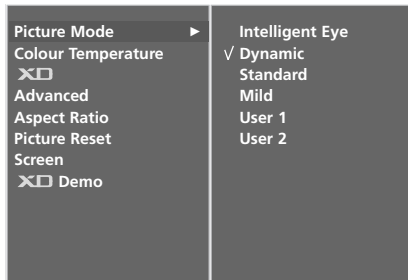 Picture Mode ►
Colour Temperature
XD
Advanced
Aspect Ratio
Picture Reset
Screen
XD Demo
Intelligent Eye
√ Dynamic
Standard
Mild
User 1
User 2